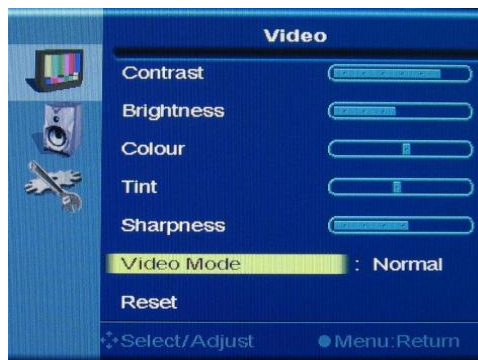 Video
Contrast
Brightness
Colour
Tint
Sharpness
Video Mode : Normal
Reset
Select/Adjust Menu:Return